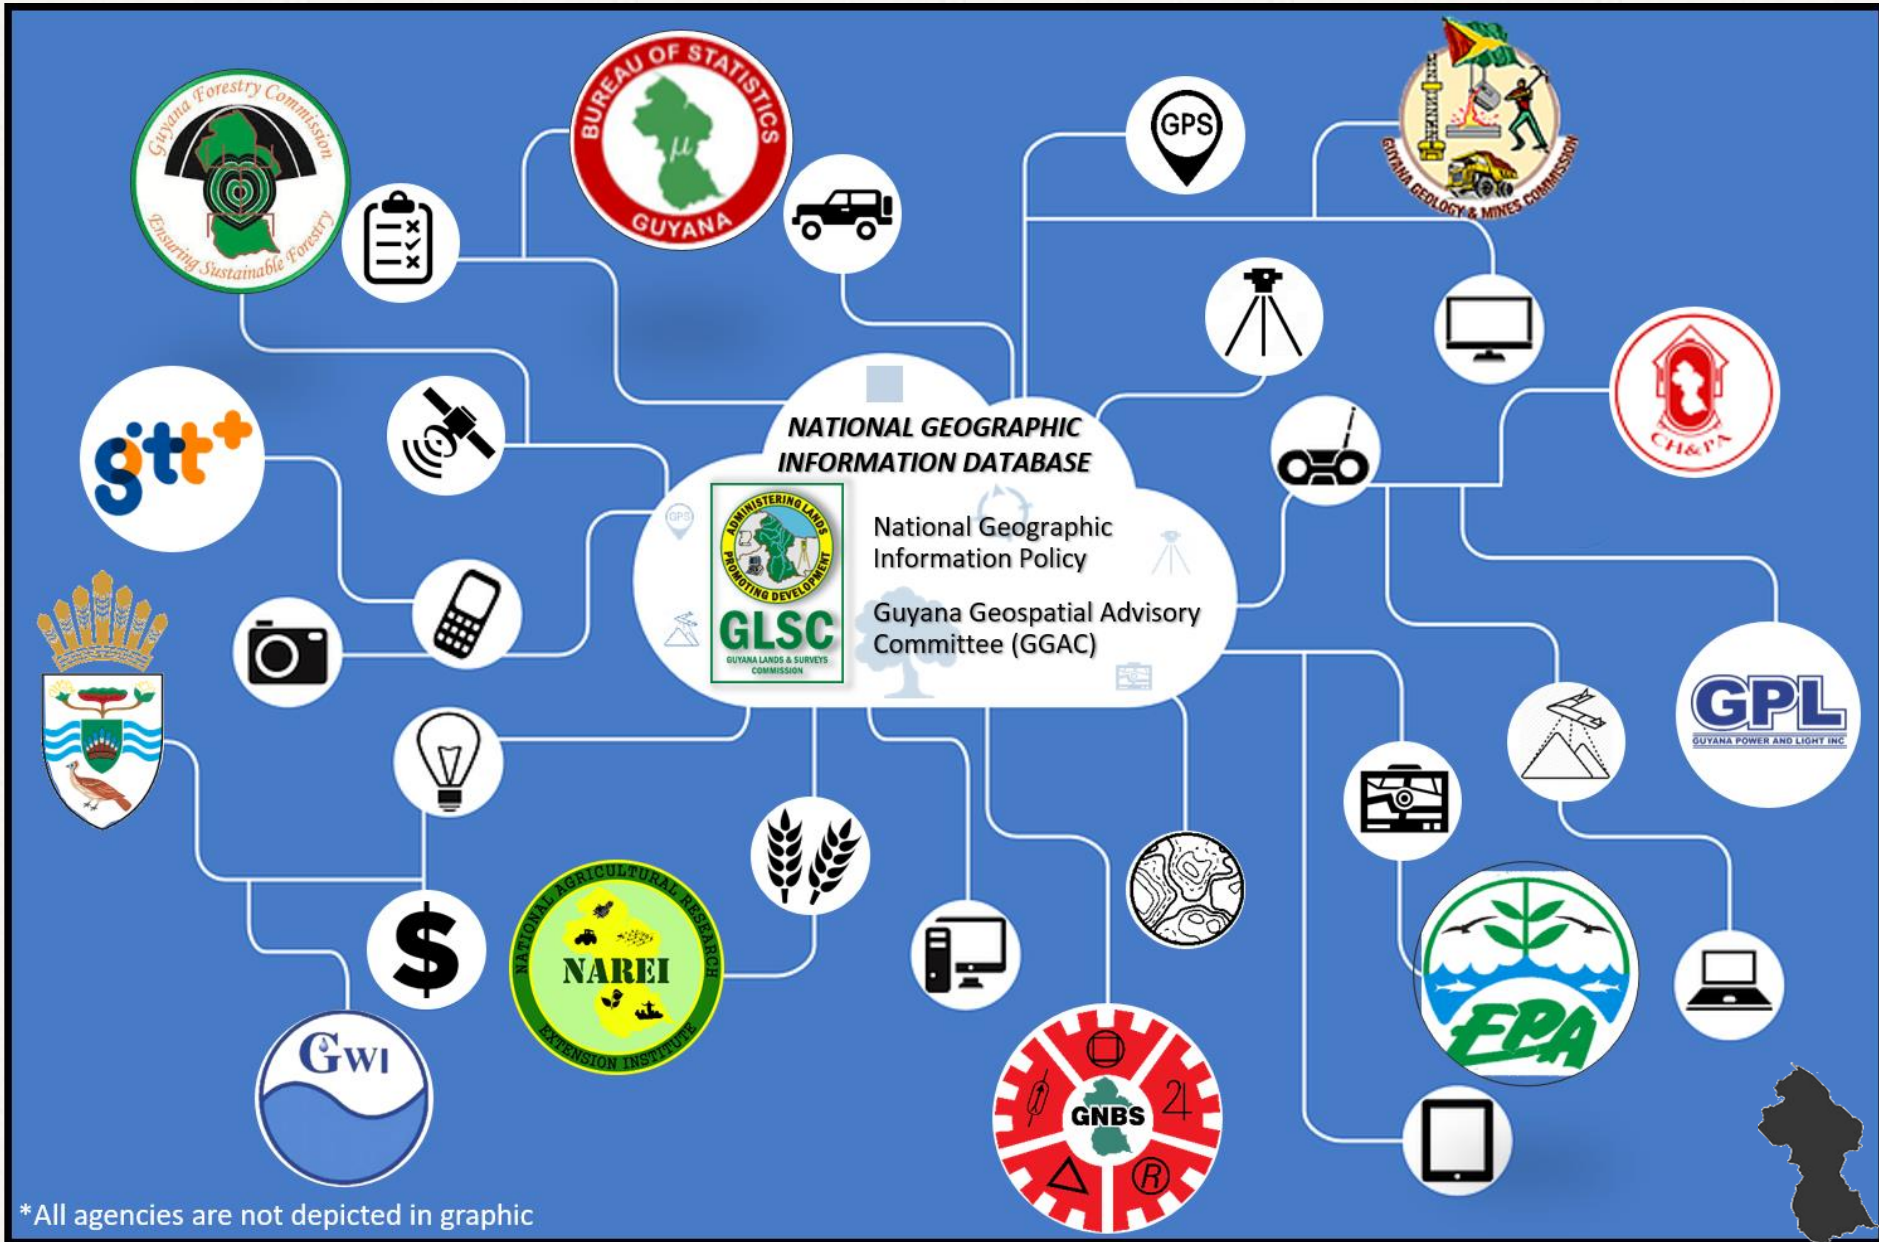 Guyana Forestry Commission
Ensuring Sustainable Forestry
BUREAU OF STATISTICS
μ
GUYANA
GPS
GUYANA GEOLOGY & MINES COMMISSION
gtt+
CH&PA
NATIONAL GEOGRAPHIC
INFORMATION DATABASE
GPS
ADMINISTERING LANDS
PROMOTING DEVELOPMENT
GLSC
GUYANA LANDS & SURVEYS
COMMISSION
National Geographic
Information Policy
Guyana Geospatial Advisory
Committee (GGAC)
GPL
GUYANA POWER AND LIGHT INC
$
NATIONAL AGRICULTURAL RESEARCH
NAREI
EXTENSION INSTITUTE
EPA
GWI
GNBS
R
*All agencies are not depicted in graphic